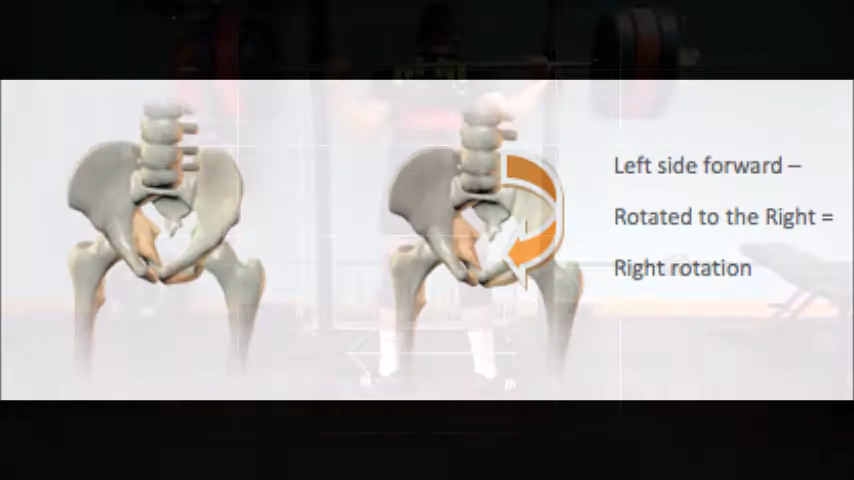 Left side forward –
Rotated to the Right =
Right rotation